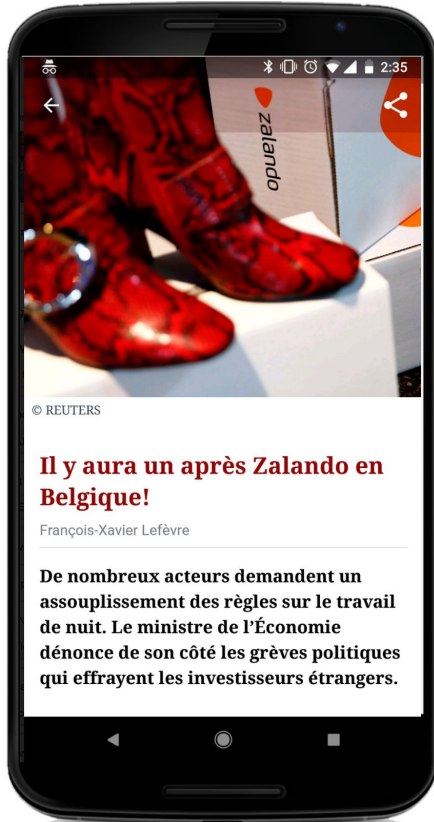 2:35
zalando
© REUTERS
Il y aura un après Zalando en
Belgique!
François-Xavier Lefèvre
De nombreux acteurs demandent un
assouplissement des règles sur le travail
de nuit. Le ministre de l’Économie
dénonce de son côté les grèves politiques
qui effrayent les investisseurs étrangers.